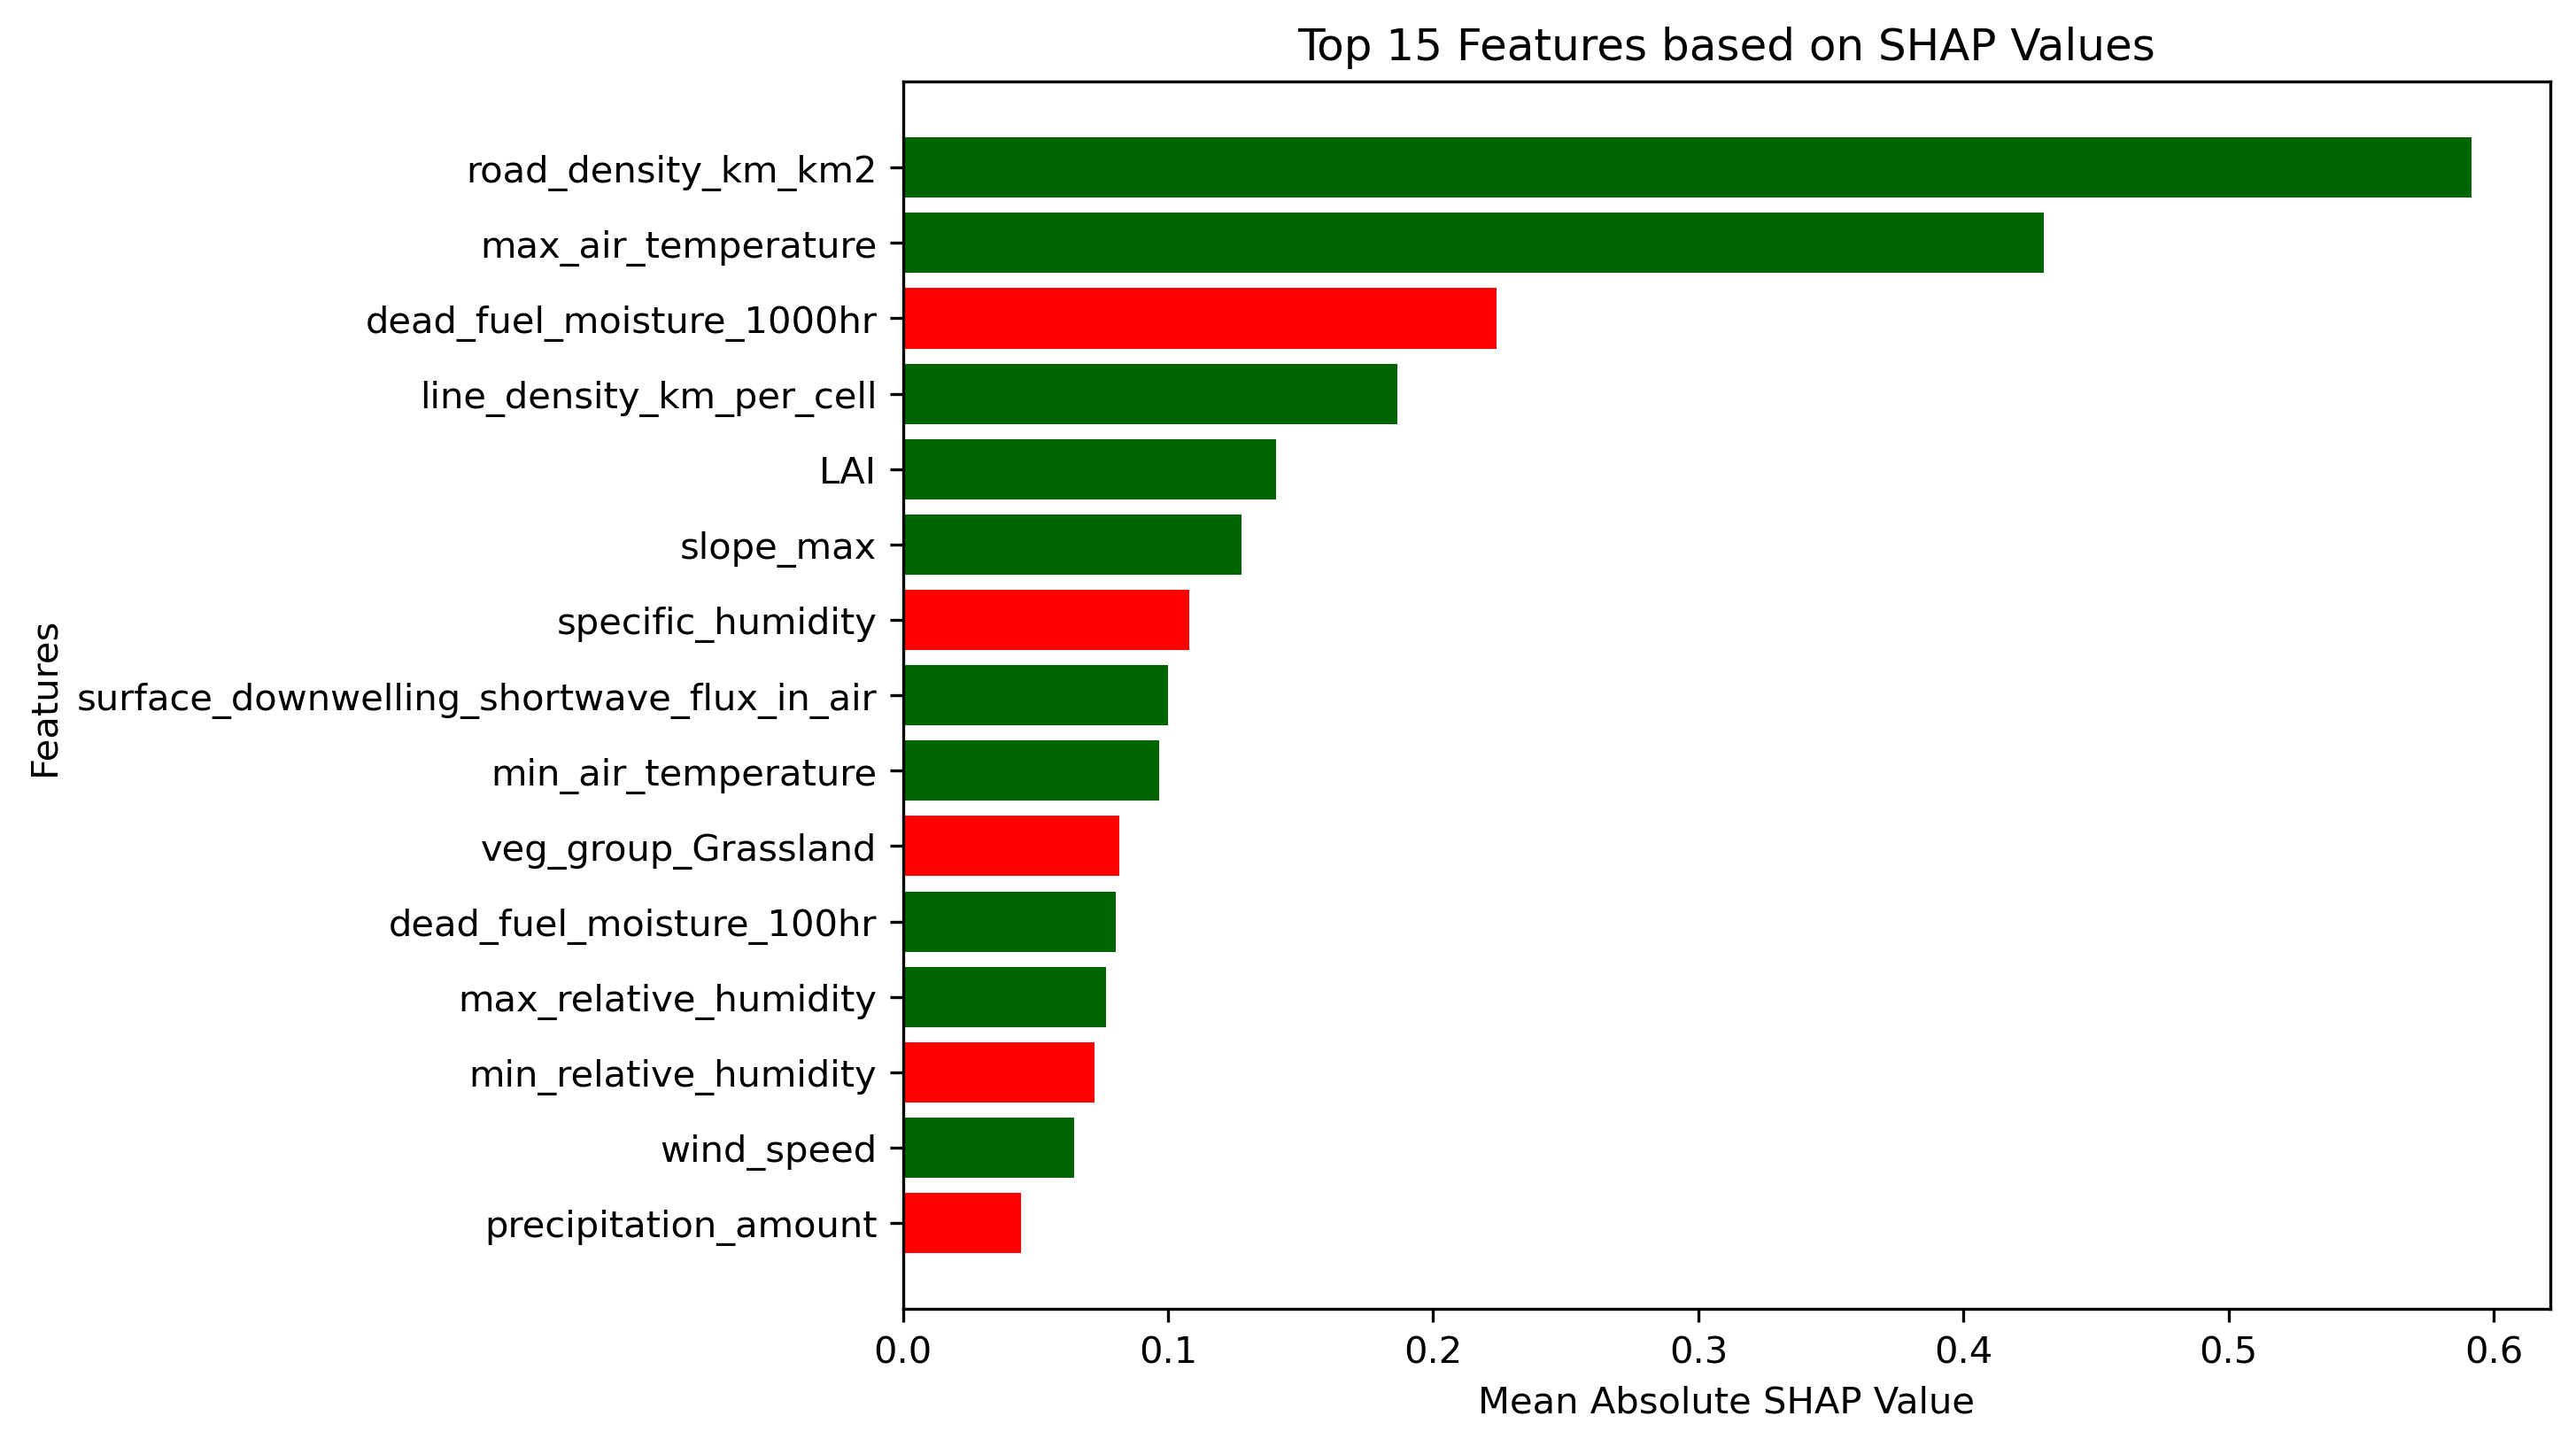 Top 15 Features based on SHAP Values
Features
road_density_km_km2
max_air_temperature
dead_fuel_moisture_1000hr
line_density_km_per_cell
LAI
slope_max
specific_humidity
surface_downwelling_shortwave_flux_in_air
min_air_temperature
veg_group_Grassland
dead_fuel_moisture_100hr
max_relative_humidity
min_relative_humidity
wind_speed
precipitation_amount
0.0 0.1 0.2 0.3 0.4 0.5 0.6
Mean Absolute SHAP Value